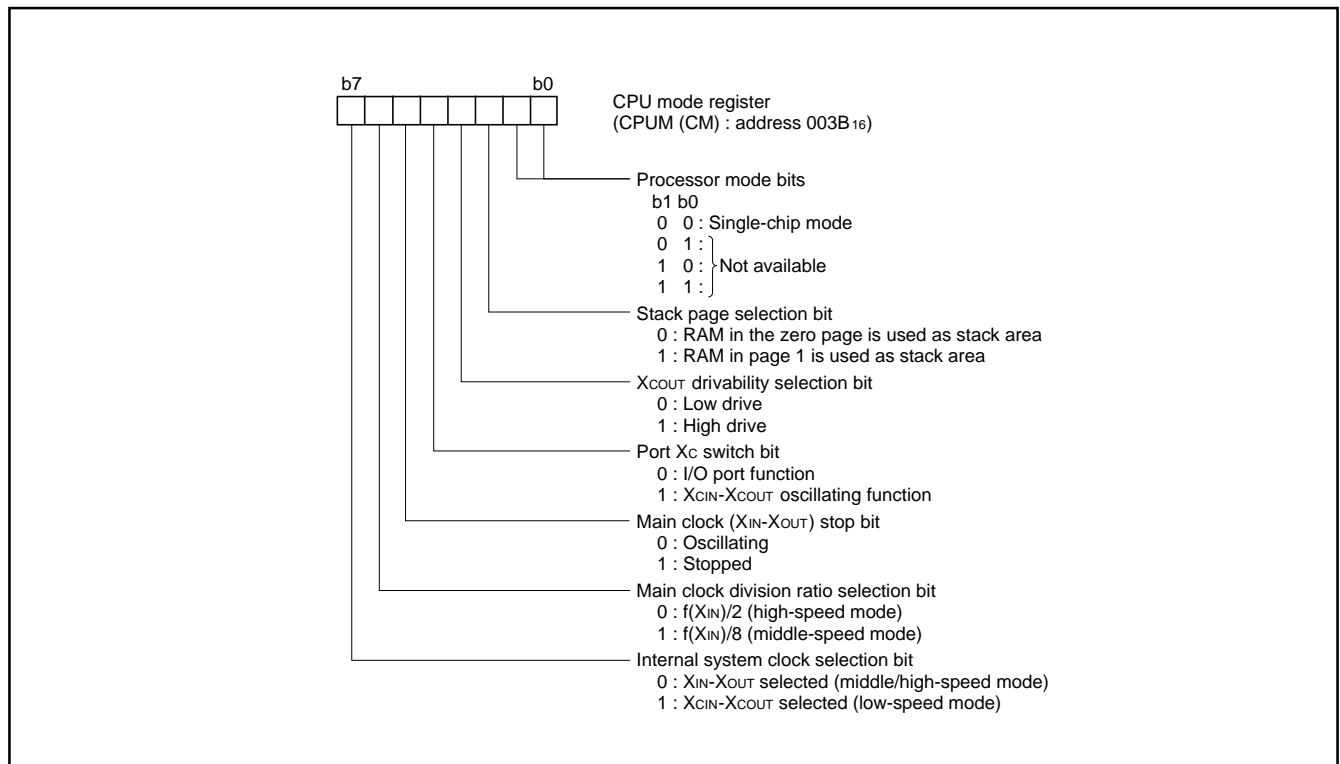 b7 b0
CPU mode register
(CPUM (CM) : address 003B16)
Processor mode bits
b1 b0
0 0 : Single-chip mode
0 1 :
1 0 : Not available
1 1 :
Stack page selection bit
0 : RAM in the zero page is used as stack area
1 : RAM in page 1 is used as stack area
XCOUT drivability selection bit
0 : Low drive
1 : High drive
Port XC switch bit
0 : I/O port function
1 : XCIN-XCOUT oscillating function
Main clock (XIN-XOUT) stop bit
0 : Oscillating
1 : Stopped
Main clock division ratio selection bit
0 : f(XIN)/2 (high-speed mode)
1 : f(XIN)/8 (middle-speed mode)
Internal system clock selection bit
0 : XIN-XOUT selected (middle/high-speed mode)
1 : XCIN-XCOUT selected (low-speed mode)